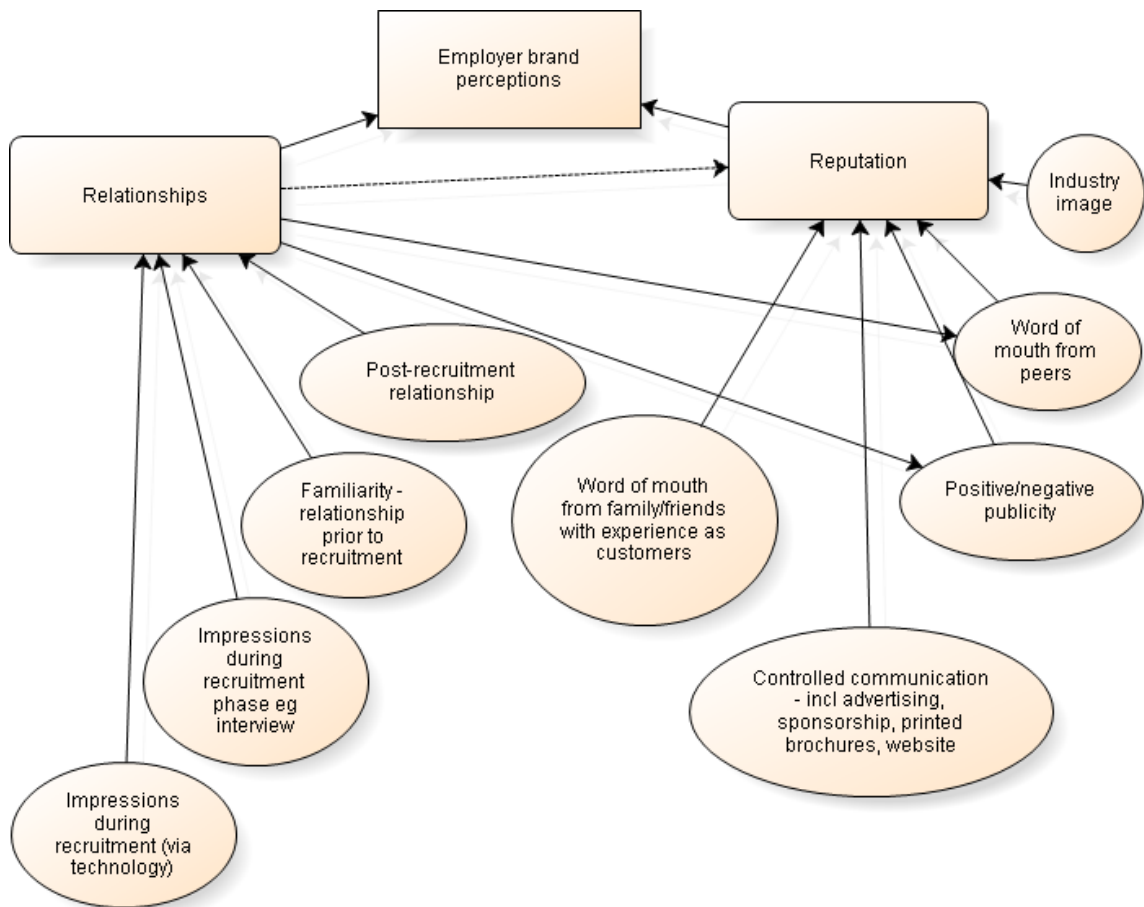 Employer brand
perceptions
Reputation
Relationships
Industry
image
Word of
mouth from
peers
Post-recruitment
relationship
Familiarity -
relationship
prior to
recruitment
Word of mouth
from family/friends
with experience as
customers
Positive/negative
publicity
Impressions
during
recruitment
phase eg
interview
Controlled communication
- incl advertising,
sponsorship, printed
brochures, website
Impressions
during
recruitment (via
technology)